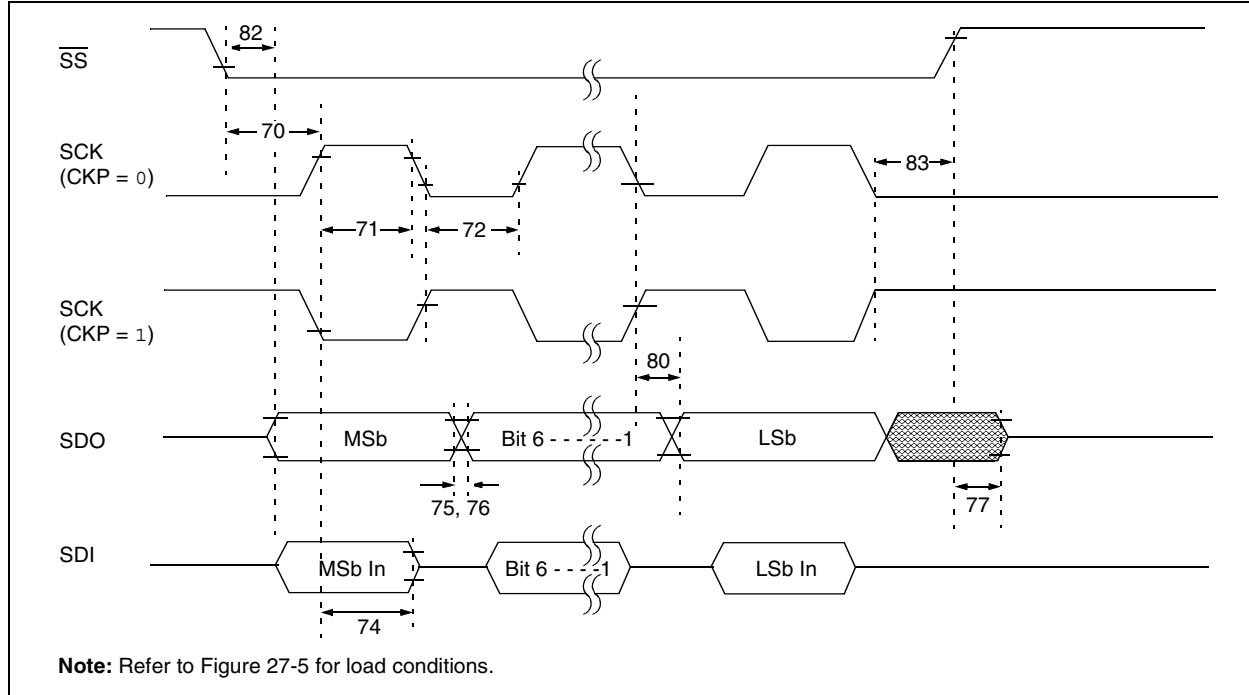 82
SS
70
SCK
(CKP = 0)
83
71
72
SCK
(CKP = 1)
80
SDO
MSb
Bit 6 - - - - - -1
LSb
75, 76
77
SDI
MSb In
Bit 6 - - - -1
LSb In
74
Note: Refer to Figure 27-5 for load conditions.